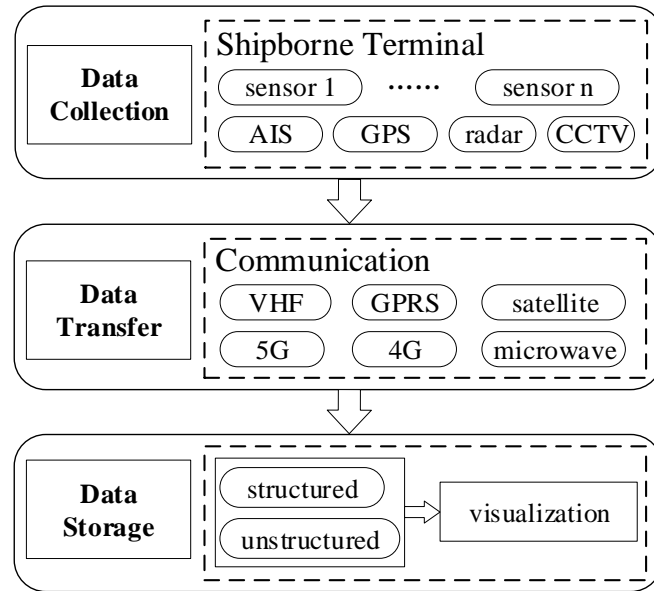 Data
Collection
Shipborne Terminal
sensor 1 ...... sensor n
AIS GPS radar CCTV
Data
Transfer
Communication
VHF GPRS satellite
5G 4G microwave
Data
Storage
structured
unstructured
visualization